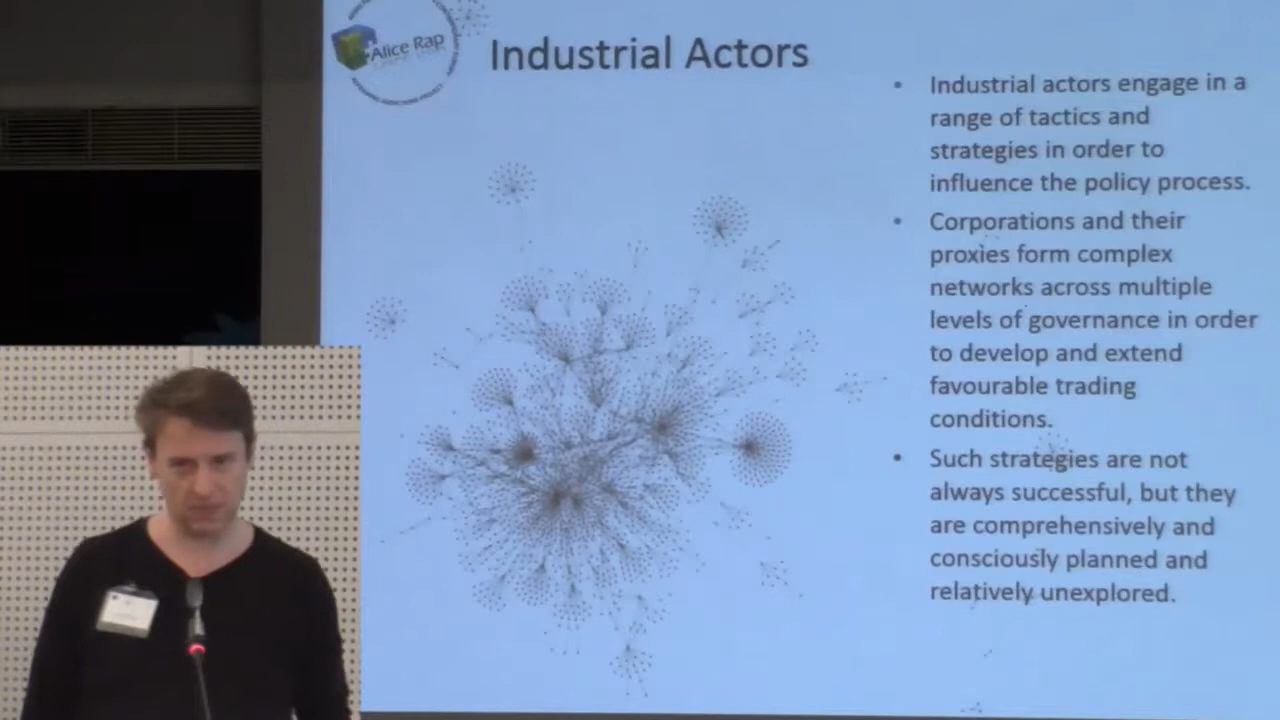 Alice Rap
Industrial Actors
• Industrial actors engage in a
range of tactics and
strategies in order to
influence the policy process.
• Corporations and their
proxies form complex
networks across multiple
levels of governance in order
to develop and extend
favourable trading
conditions.
• Such strategies are not
always successful, but they
are comprehensively and
consciously planned and
relatively unexplored.